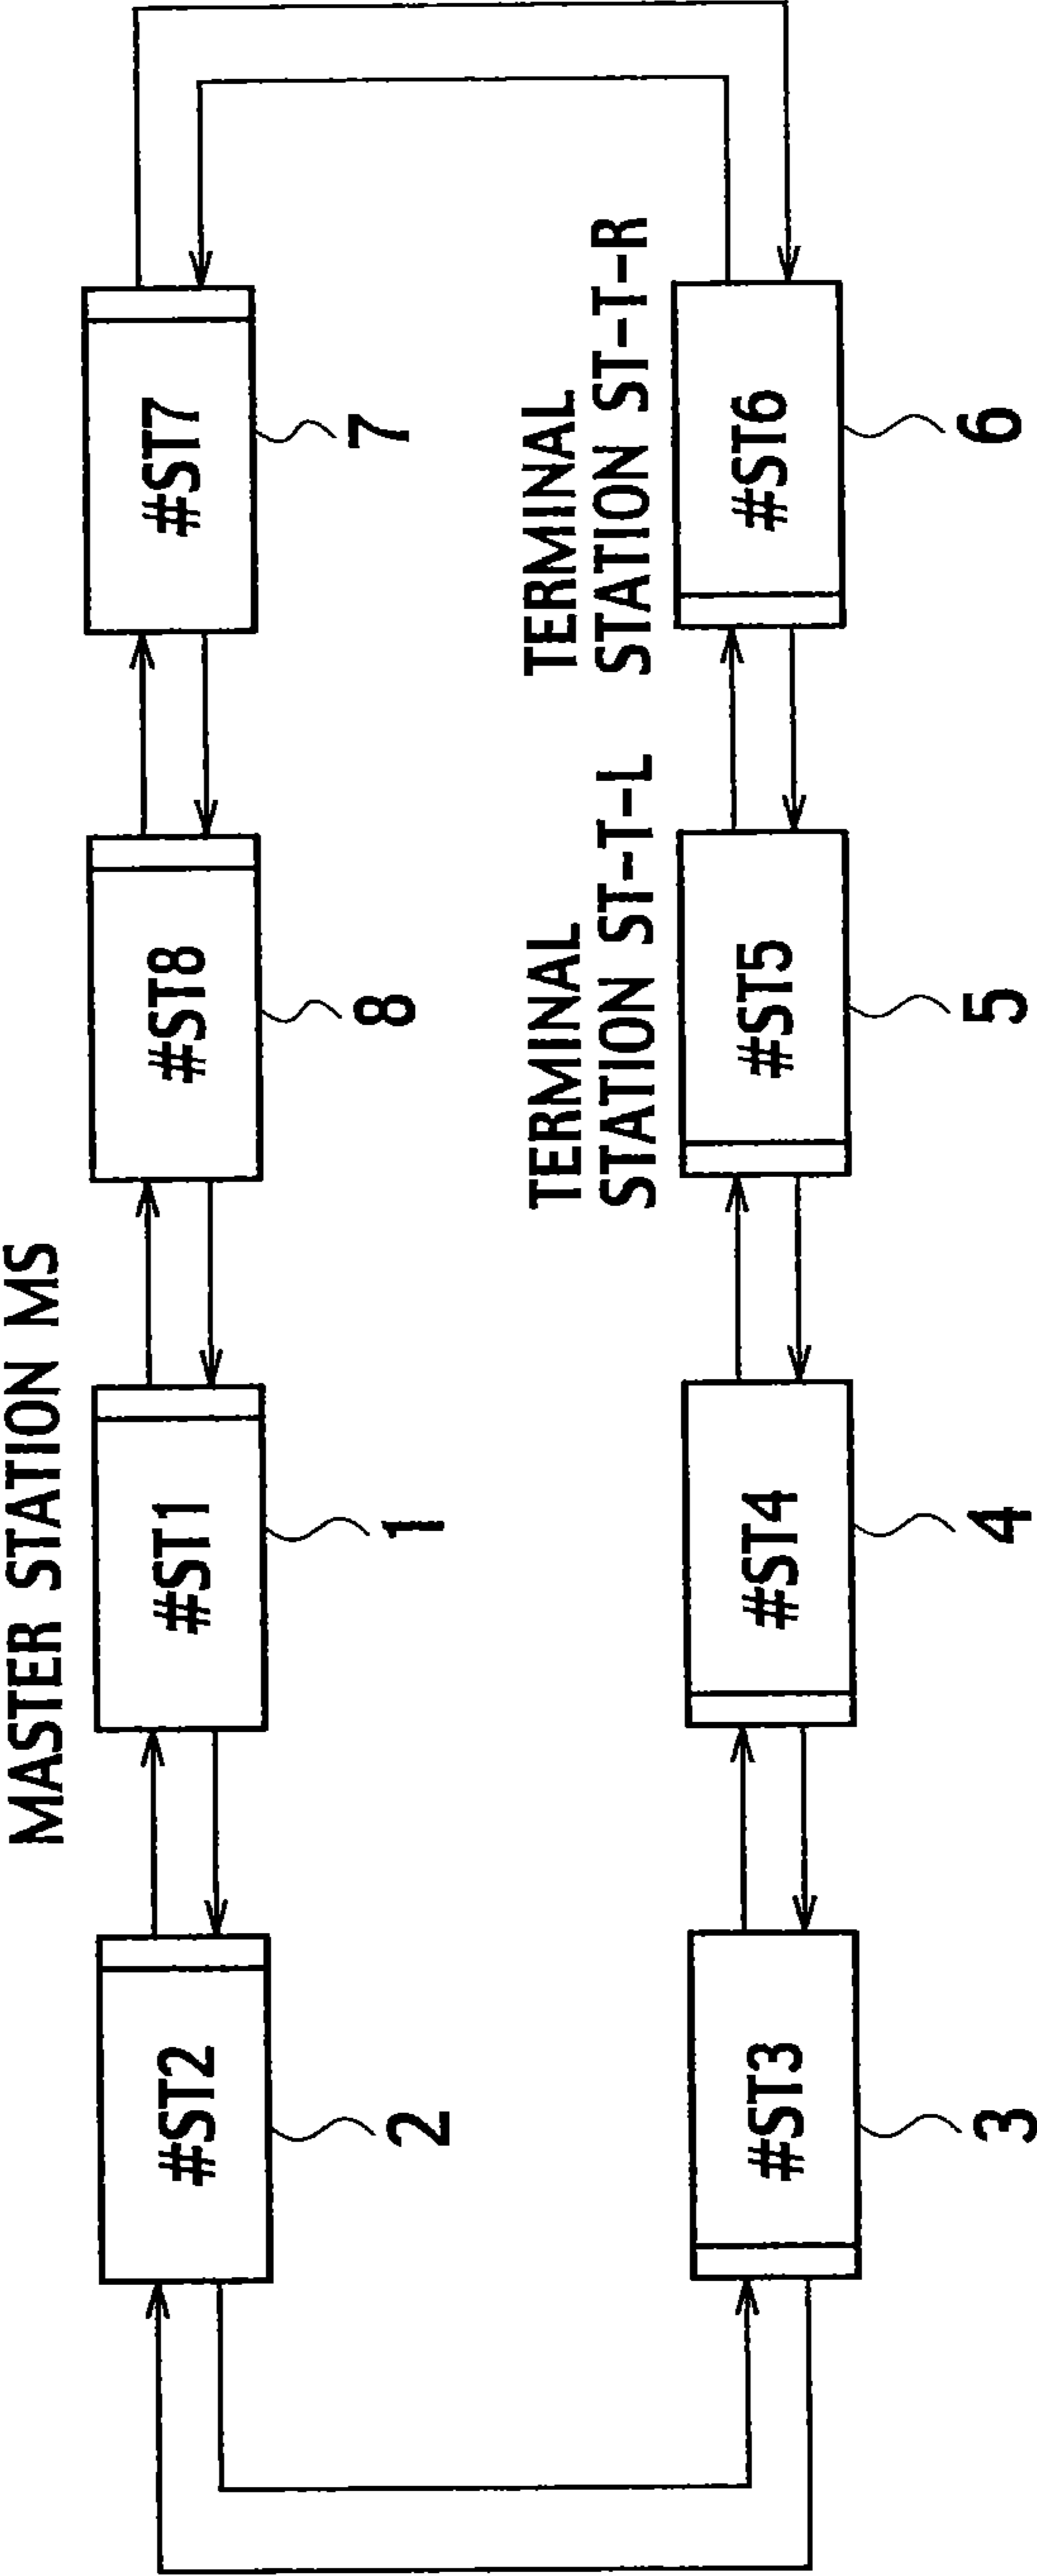 MASTER STATION MS
#ST2
#ST1
#ST8
#ST7
2
1
8
7
TERMINAL
STATION ST-T-L
TERMINAL
STATION ST-T-R
#ST3
#ST4
#ST5
#ST6
3
4
5
6